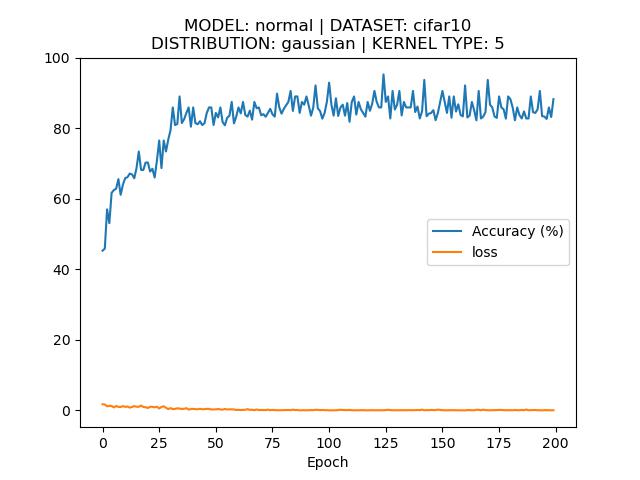 MODEL: normal | DATASET: cifar10
DISTRIBUTION: gaussian | KERNEL TYPE: 5
100
80
60
40
20
0
Accuracy (%)
loss
0 25 50 75 100 125 150 175 200
Epoch